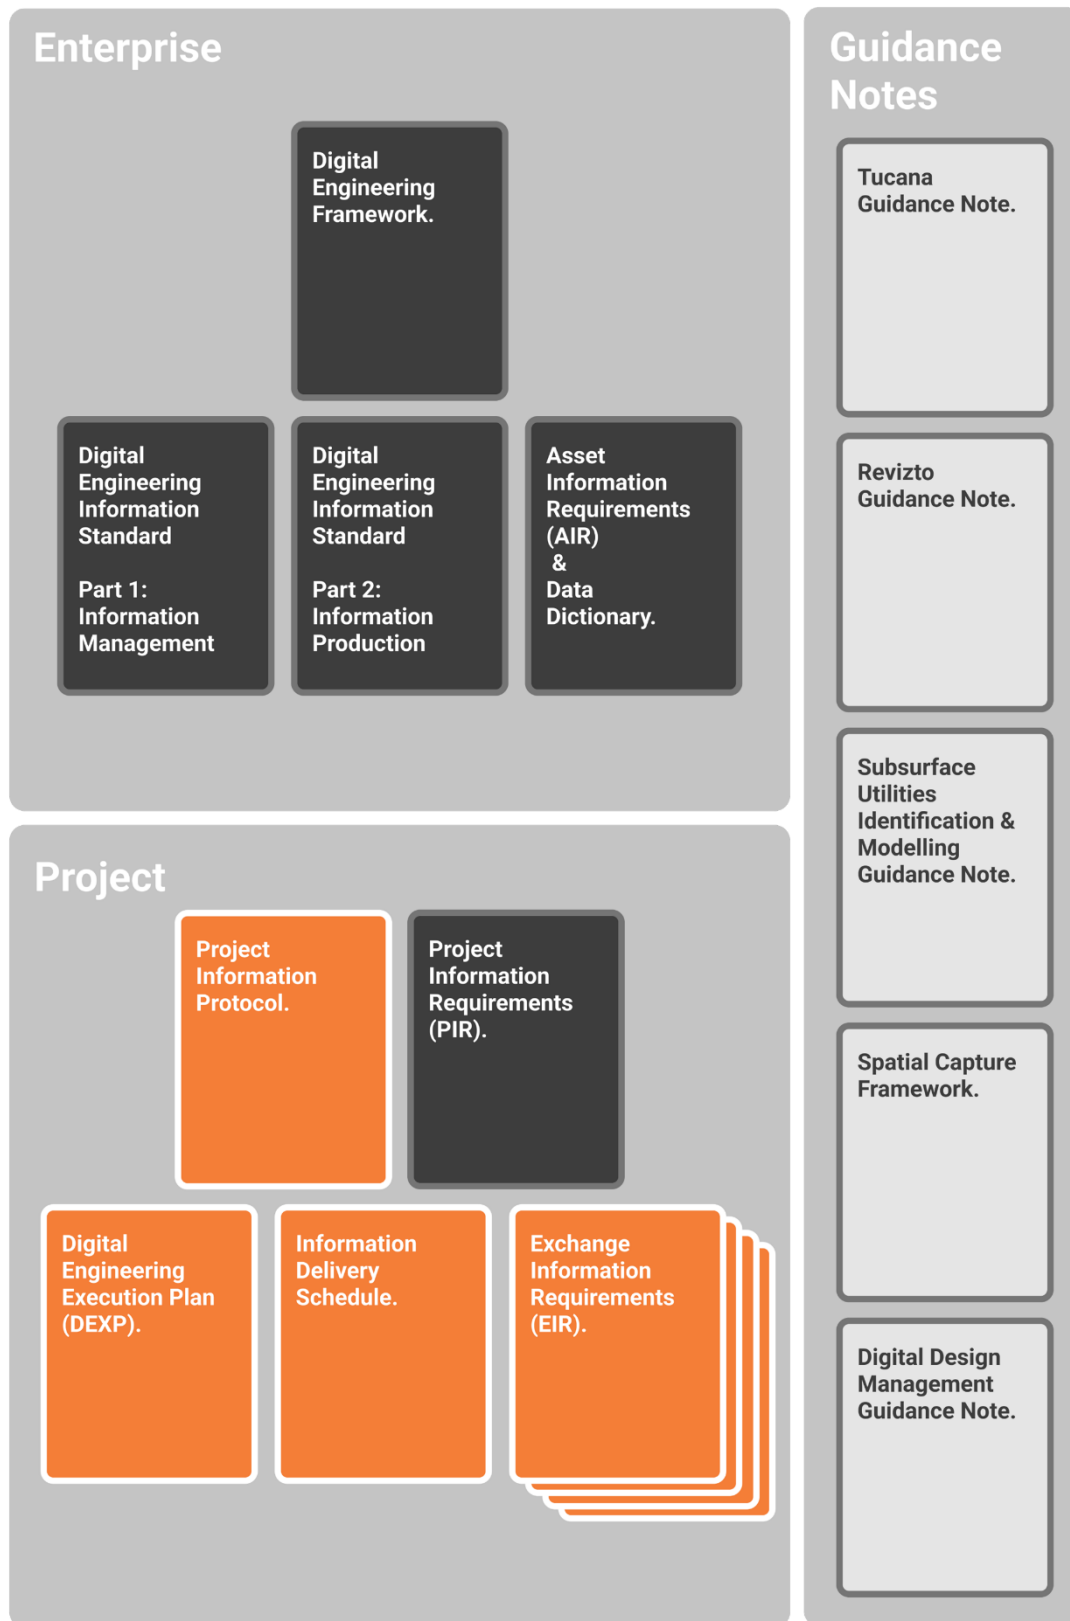 Enterprise
Digital
Engineering
Framework.
Digital
Engineering
Information
Standard
Part 1:
Information
Management
Digital
Engineering
Information
Standard
Part 2:
Information
Production
Asset
Information
Requirements
(AIR)
&
Data
Dictionary.
Project
Project
Information
Protocol.
Project
Information
Requirements
(PIR).
Digital
Engineering
Execution Plan
(DEXP).
Information
Delivery
Schedule.
Exchange
Information
Requirements
(EIR).
Guidance
Notes
Tucana
Guidance Note.
Revizto
Guidance Note.
Subsurface
Utilities
Identification &
Modelling
Guidance Note.
Spatial Capture
Framework.
Digital Design
Management
Guidance Note.